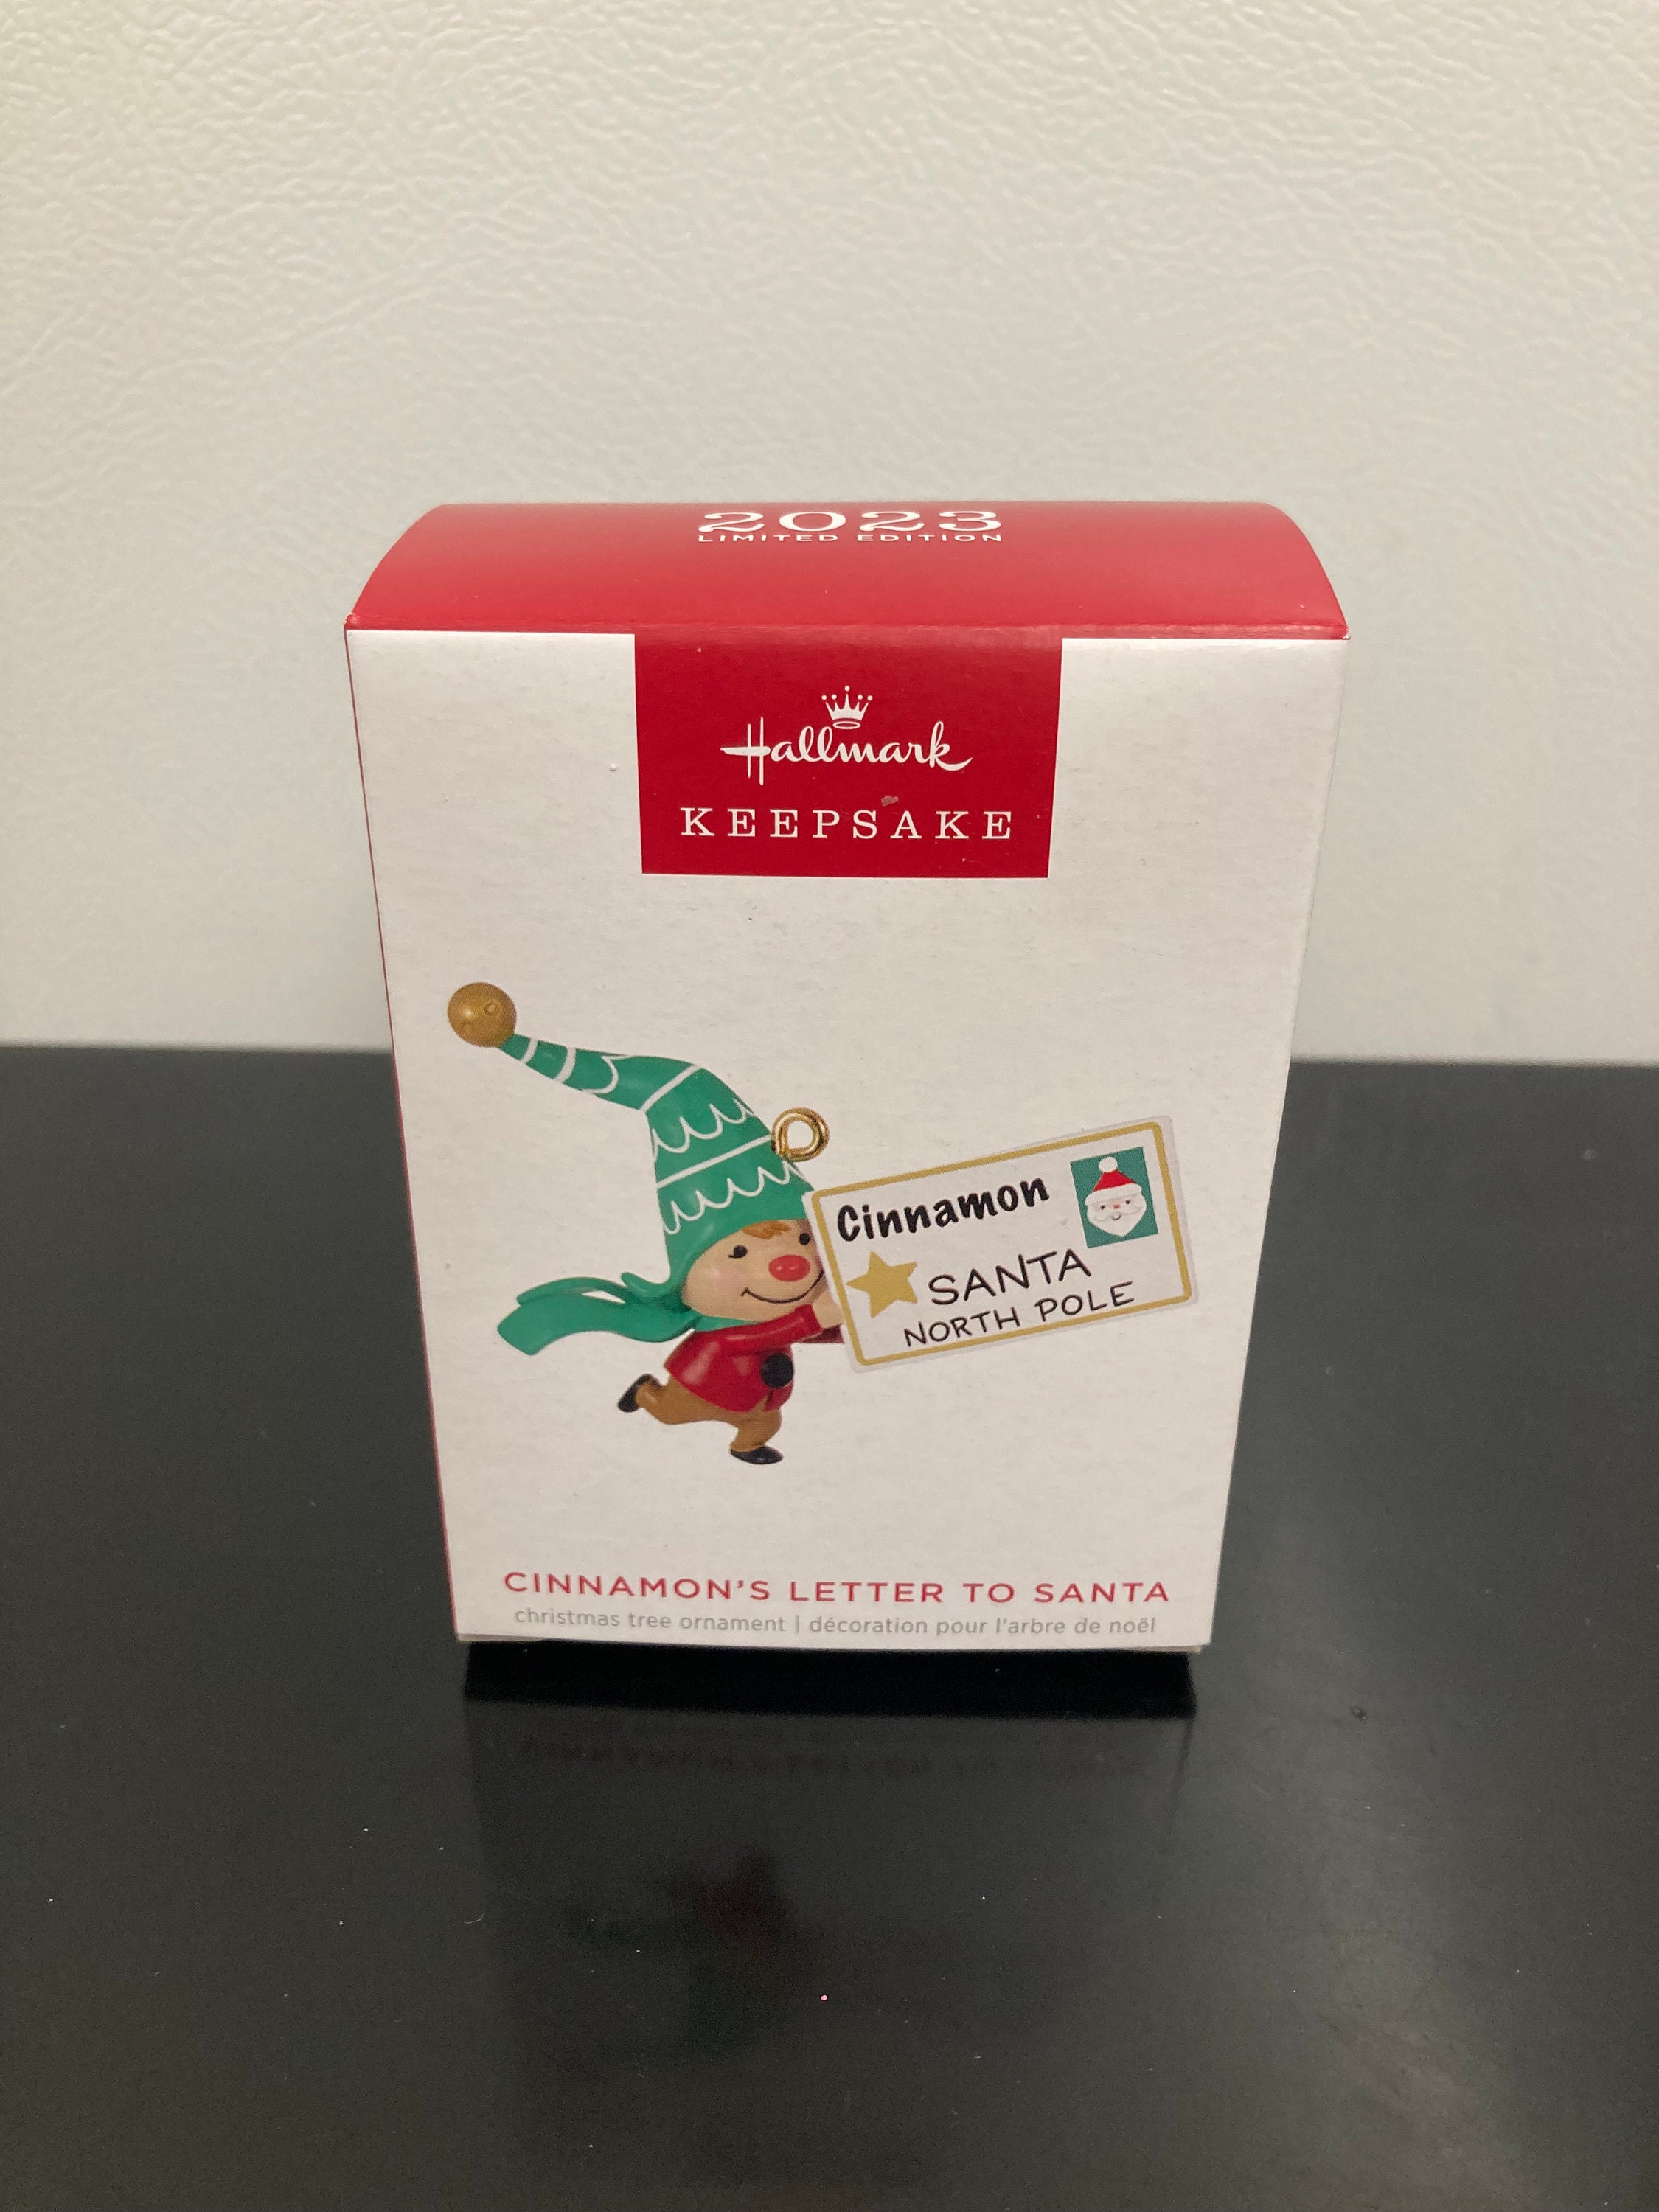 2023
LIMITED EDITION
Hallmark
KEEPSAKE
Cinnamon
SANTA
NORTH POLE
CINNAMON'S LETTER TO SANTA
christmas tree ornament | décoration pour l'arbre de noël